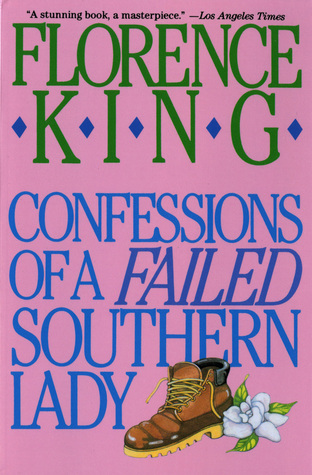 "A stunning book, a masterpiece." —Los Angeles Times
FLORENCE
K·I·N·G
CONFESSIONS
OF A FAILED
SOUTHERN
LADY